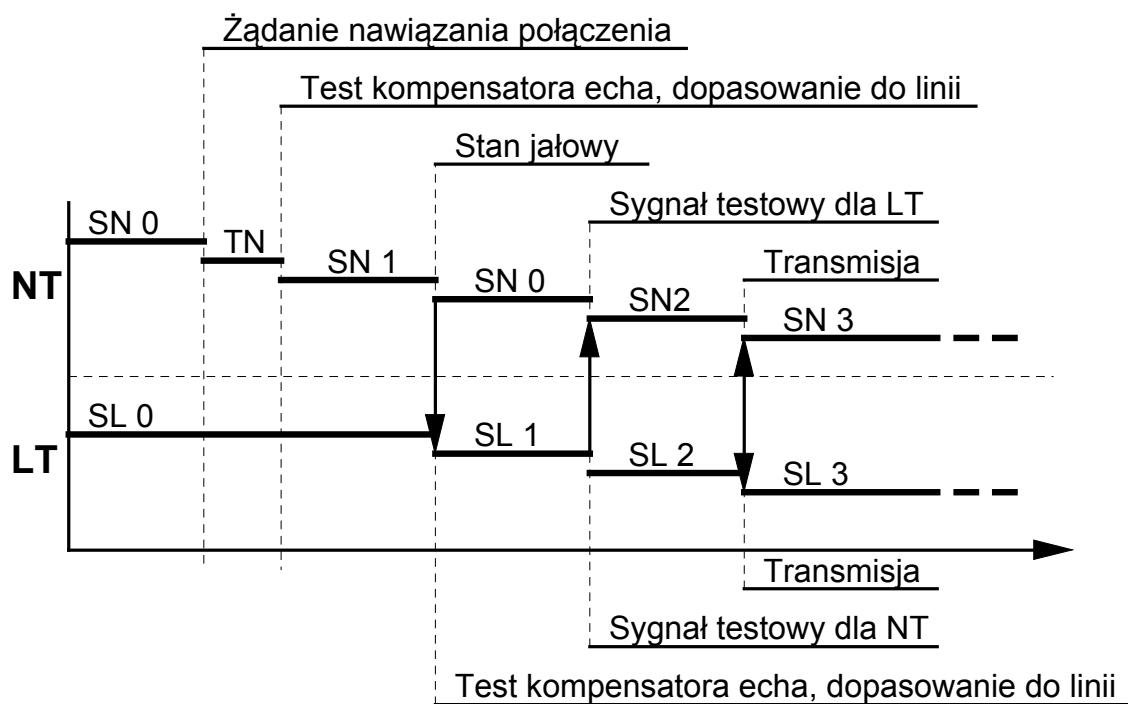 Żądanie nawiązania połączenia
Test kompensatora echa, dopasowanie do linii
Stan jałowy
Sygnał testowy dla LT
Transmisja
SN 0
TN
SN 1
SN 0
SN2
SN 3
NT
SL 0
SL 1
SL 2
SL 3
LT
Transmisja
Sygnał testowy dla NT
Test kompensatora echa, dopasowanie do linii